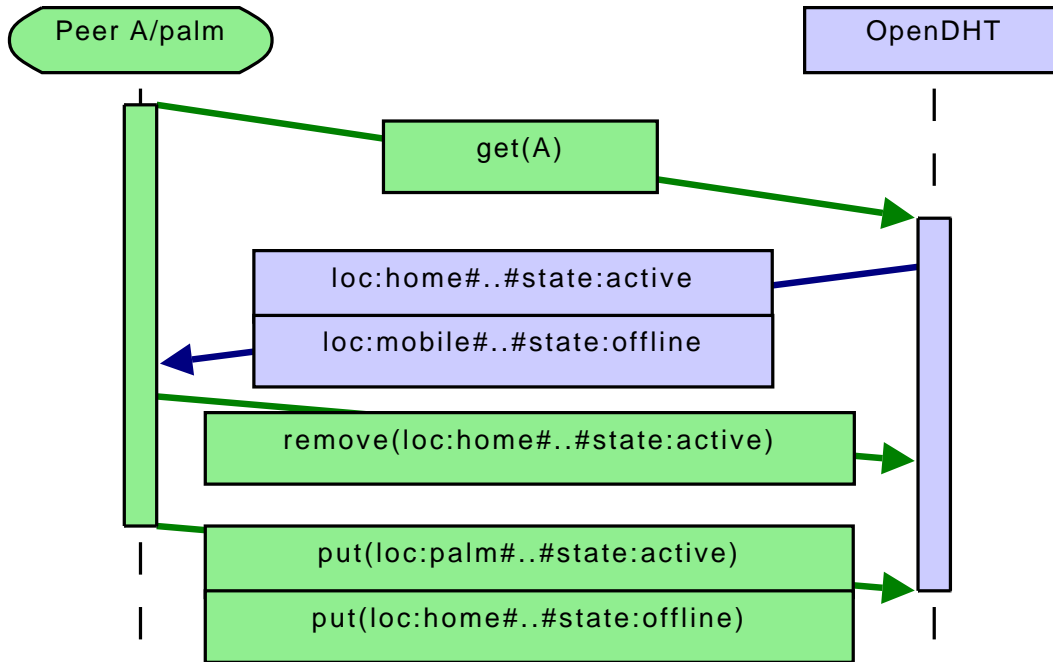 Peer A/palm
OpenDHT
get(A)
loc:home#..#state:active
loc:mobile#..#state:offline
remove(loc:home#..#state:active)
put(loc:palm#..#state:active)
put(loc:home#..#state:offline)